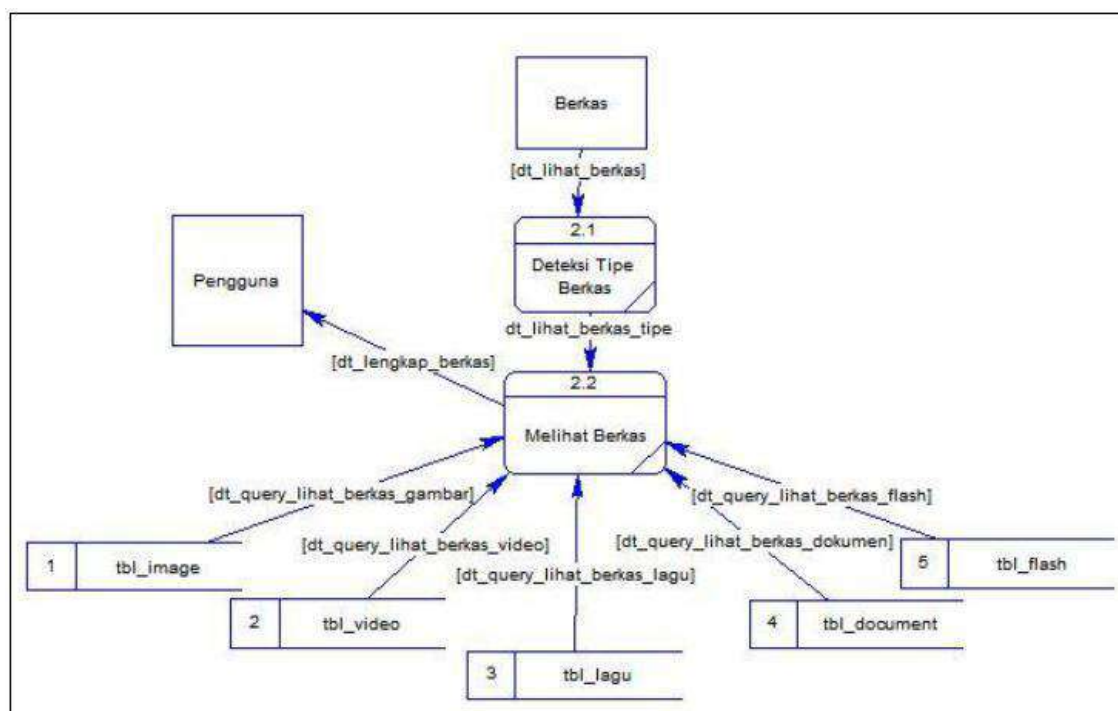 Berkas
[dt_lihat_berkas]
2.1
Deteksi Tipe
Berkas
Pengguna
dt_lihat_berkas_tipe
[dt_lengkap_berkas]
2.2
Melihat Berkas
[dt_query_lihat_berkas_gambar]
[dt_query_lihat_berkas_flash]
[dt_query_lihat_berkas_video]
[dt_query_lihat_berkas_dokumen]
[dt_query_lihat_berkas_lagu]
1 tbl_image
5 tbl_flash
2 tbl_video
4 tbl_document
3 tbl_lagu